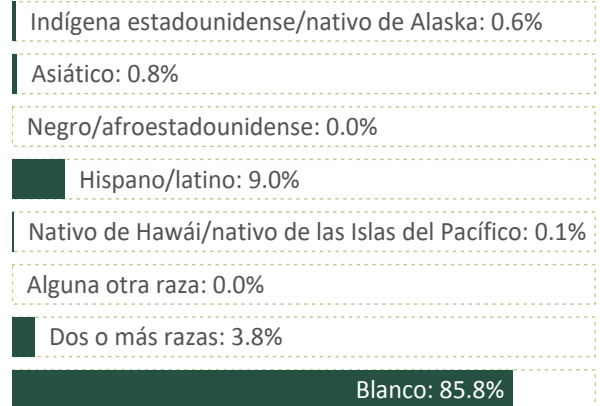 Indígena estadounidense/nativo de Alaska: 0.6%
Asiático: 0.8%
Negro/afroestadounidense: 0.0%
Hispano/latino: 9.0%
Nativo de Hawái/nativo de las Islas del Pacífico: 0.1%
Alguna otra raza: 0.0%
Dos o más razas: 3.8%
Blanco: 85.8%